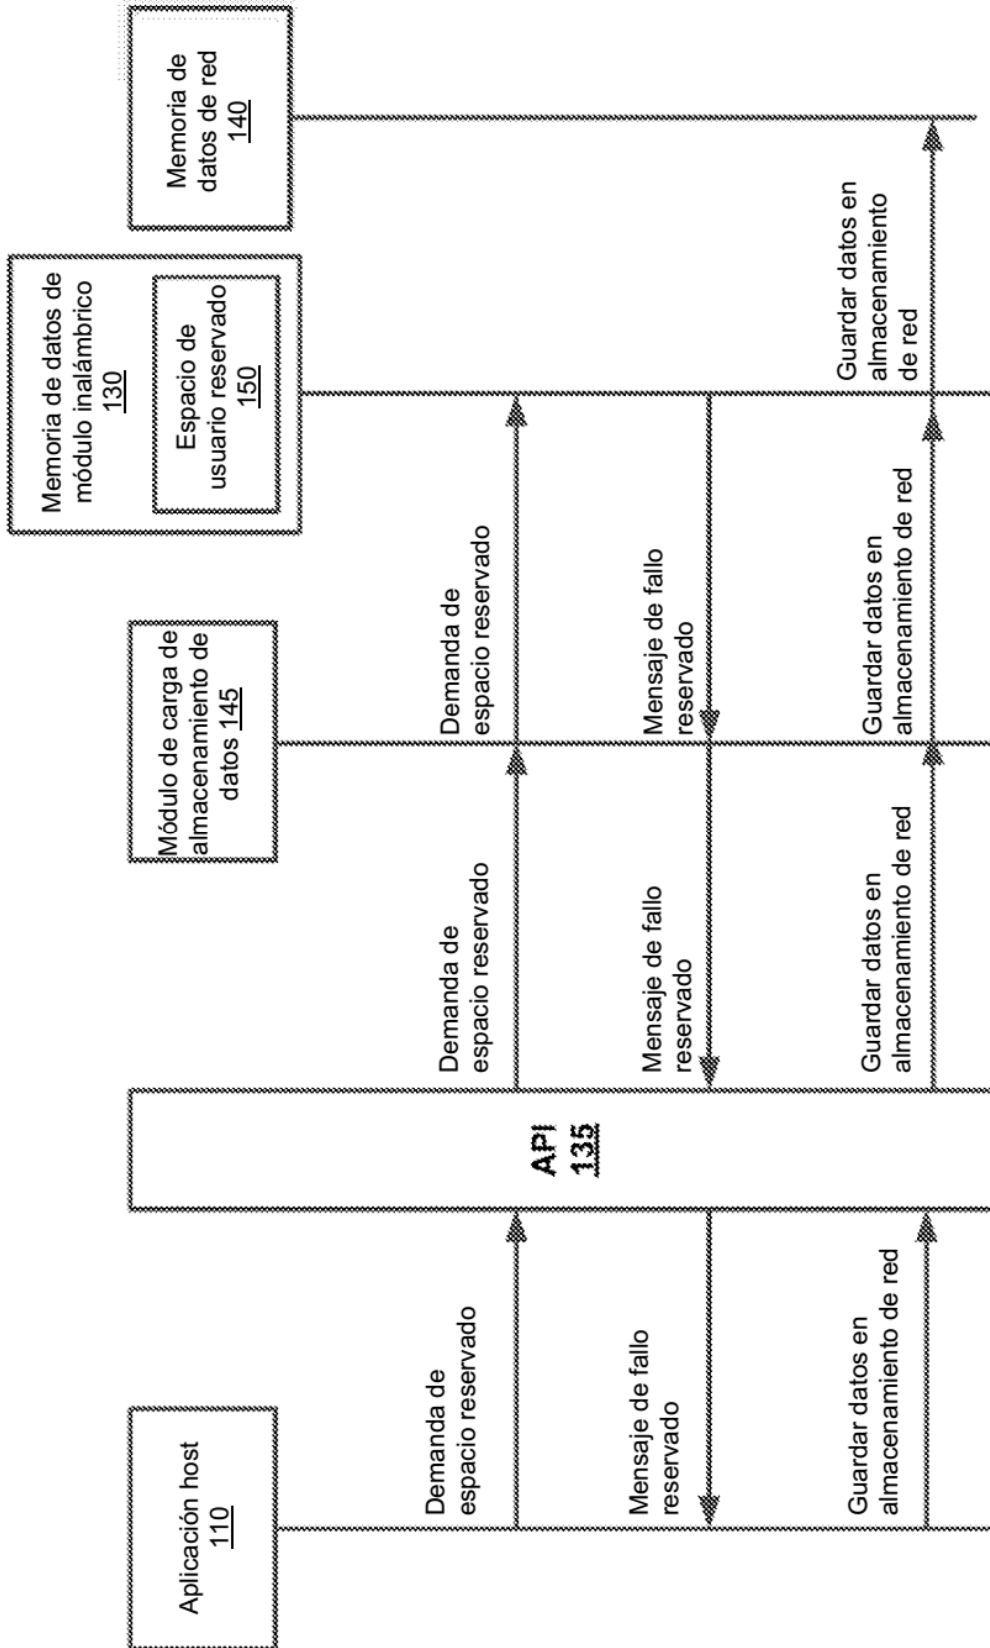 Aplicación host
110
API
135
Módulo de carga de
almacenamiento de
datos 145
Memoria de datos de
módulo inalámbrico
130
Espacio de
usuario reservado
150
Memoria de
datos de red
140
Demanda de
espacio reservado
Demanda de
espacio reservado
Demanda de
espacio reservado
Mensaje de fallo
reservado
Mensaje de fallo
reservado
Mensaje de fallo
reservado
Guardar datos en
almacenamiento de red
Guardar datos en
almacenamiento de red
Guardar datos en
almacenamiento de red
Guardar datos en
almacenamiento
de red